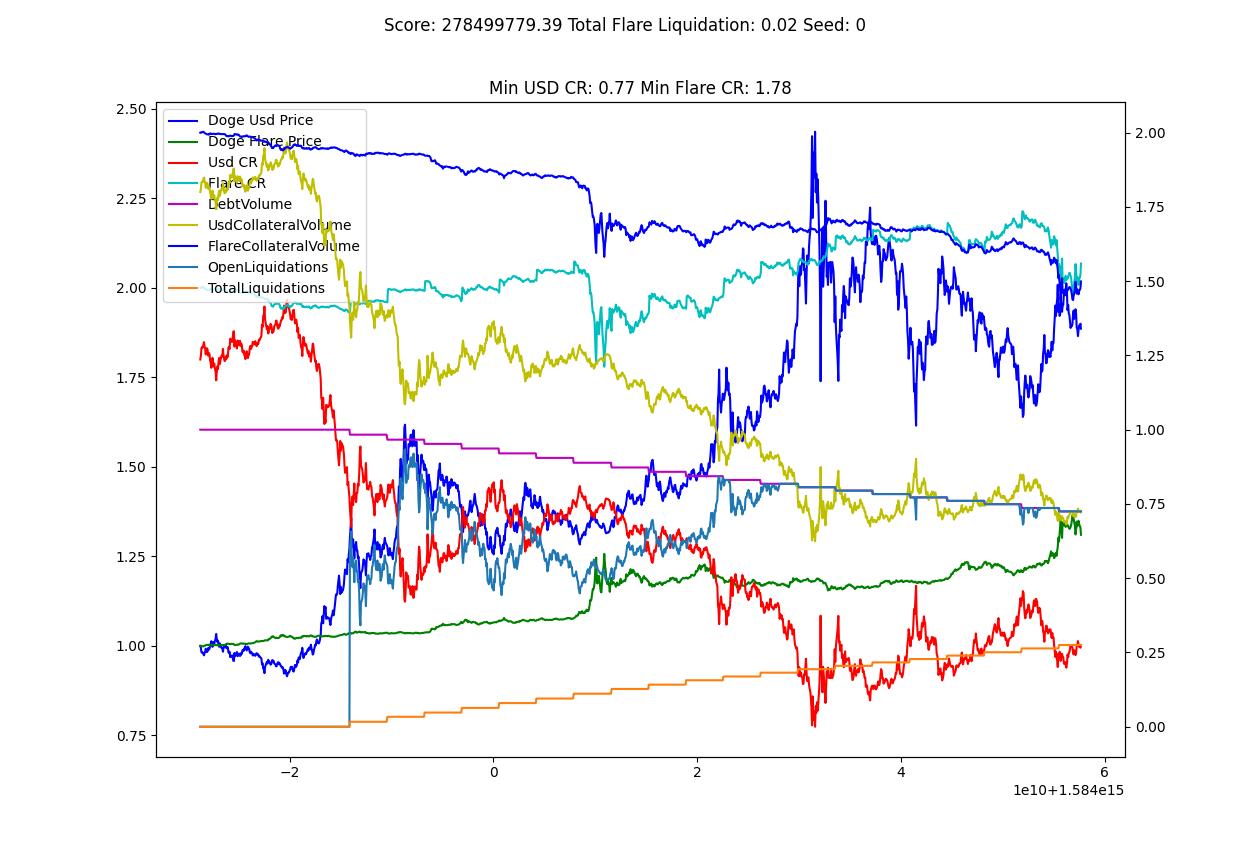 Score: 278499779.39 Total Flare Liquidation: 0.02 Seed: 0
Min USD CR: 0.77 Min Flare CR: 1.78
Doge Usd Price
Doge Flare Price
Usd CR
Flare CR
DebtVolume
UsdCollateralVolume
FlareCollateralVolume
OpenLiquidations
TotalLiquidations
2.50
2.25
2.00
1.75
1.50
1.25
1.00
0.75
2.00
1.75
1.50
1.25
1.00
0.75
0.50
0.25
0.00
−2
0
2
4
6
1e10+1.584e15